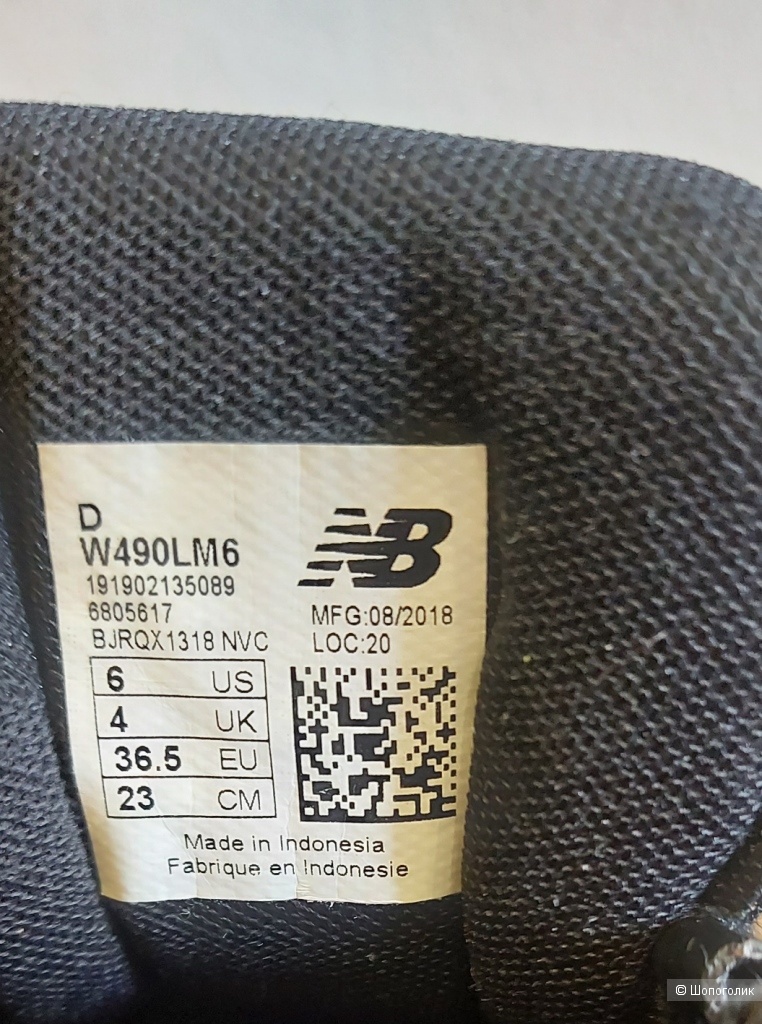 D
W490LM6
191902135089
6805617
BJRQX1318 NVC
NB
MFG:08/2018
LOC:20
6 US
4 UK
36.5 EU
23 CM
Made in Indonesia
Fabrique en Indonesie
© Шопоголик